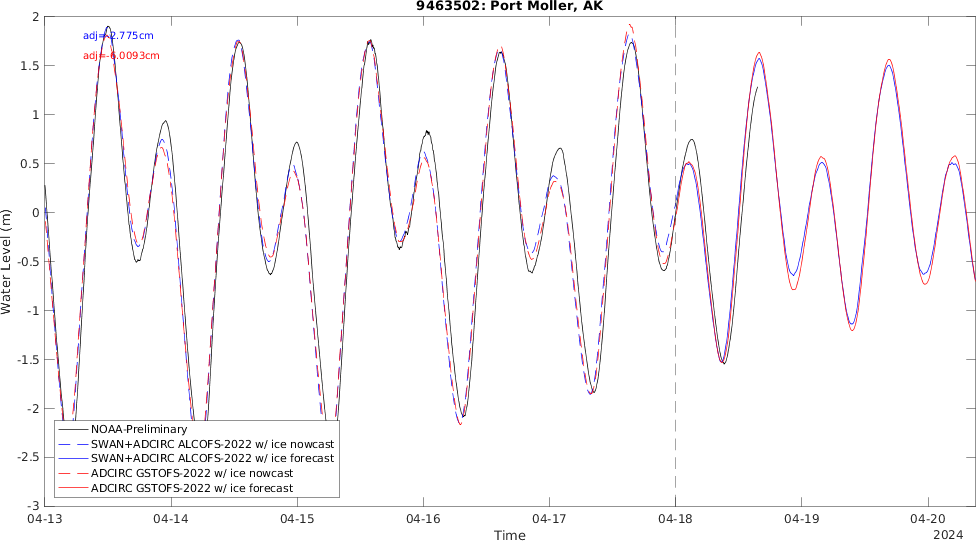 9463502: Port Moller, AK
adj=-2.775cm
adj=-6.0093cm
Water Level (m)
2
1.5
1
0.5
0
-0.5
-1
-1.5
-2
-2.5
-3
NOAA-Preliminary
SWAN+ADCIRC ALCOFS-2022 w/ ice nowcast
SWAN+ADCIRC ALCOFS-2022 w/ ice forecast
ADCIRC GSTOFS-2022 w/ ice nowcast
ADCIRC GSTOFS-2022 w/ ice forecast
04-13 04-14 04-15 04-16 04-17 04-18 04-19 04-20
Time
2024